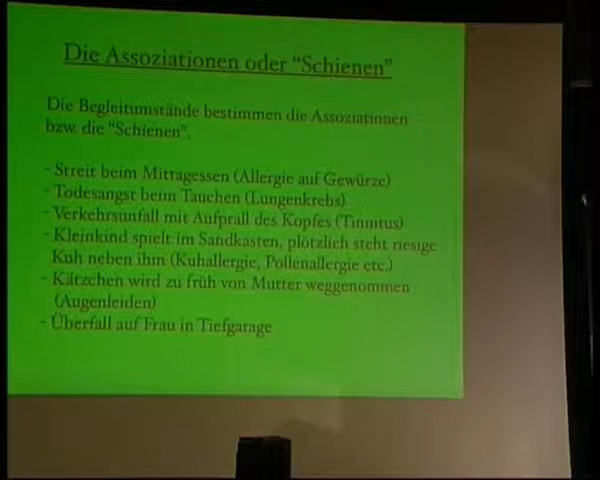 Die Assoziationen oder "Schienen"
Die Begleitumstände bestimmen die Assoziationen
bzw. die "Schienen".
- Streit beim Mittagessen (Allergie auf Gewürze)
- Todesangst beim Tauchen (Lungenkrebs)
- Verkehrsunfall mit Aufprall des Kopfes (Tinnitus)
- Kleinkind spielt im Sandkasten, plötzlich steht riesige
Kuh neben ihm (Kuhallergie, Pollenallergie etc.)
- Kätzchen wird zu früh von Mutter weggenommen
(Augenleiden)
- Überfall auf Frau in Tiefgarage